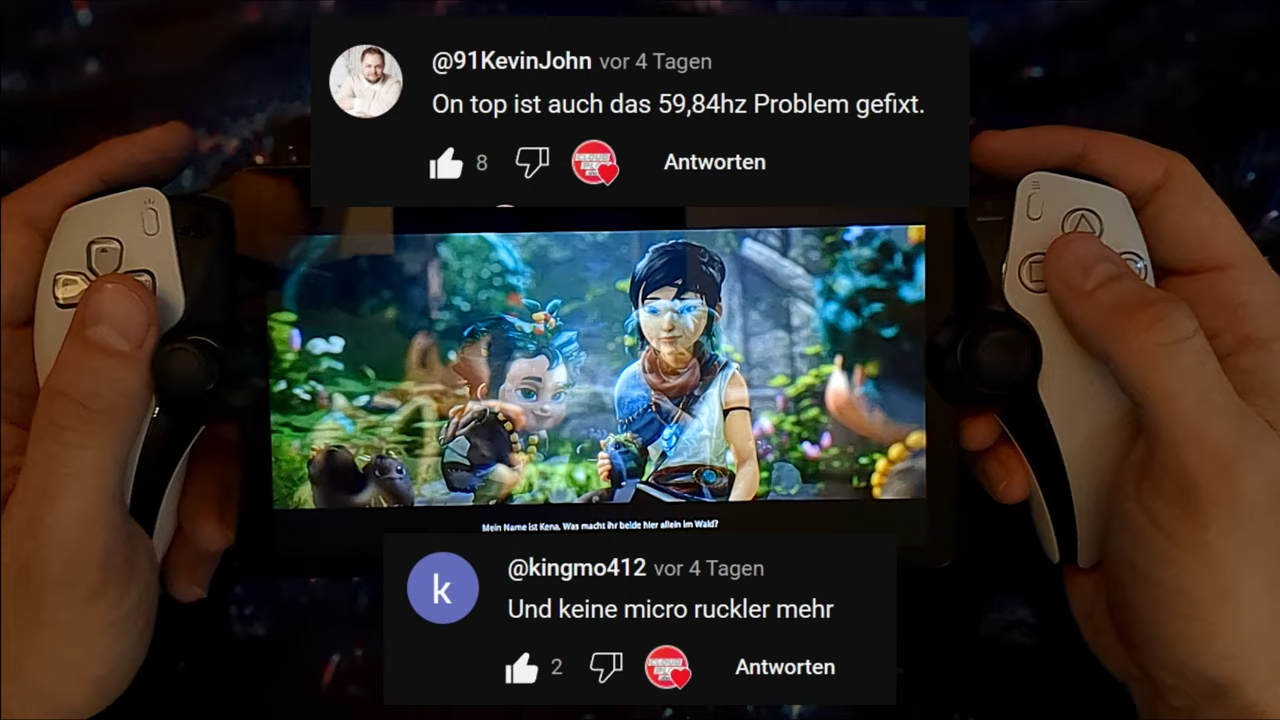 @91KevinJohn vor 4 Tagen
On top ist auch das 59,84hz Problem gefixt.
8
Antworten
Mein Name ist Kena. Was macht ihr beide hier allein im Wald?
@kingmo412 vor 4 Tagen
k
Und keine micro ruckler mehr
2
Antworten